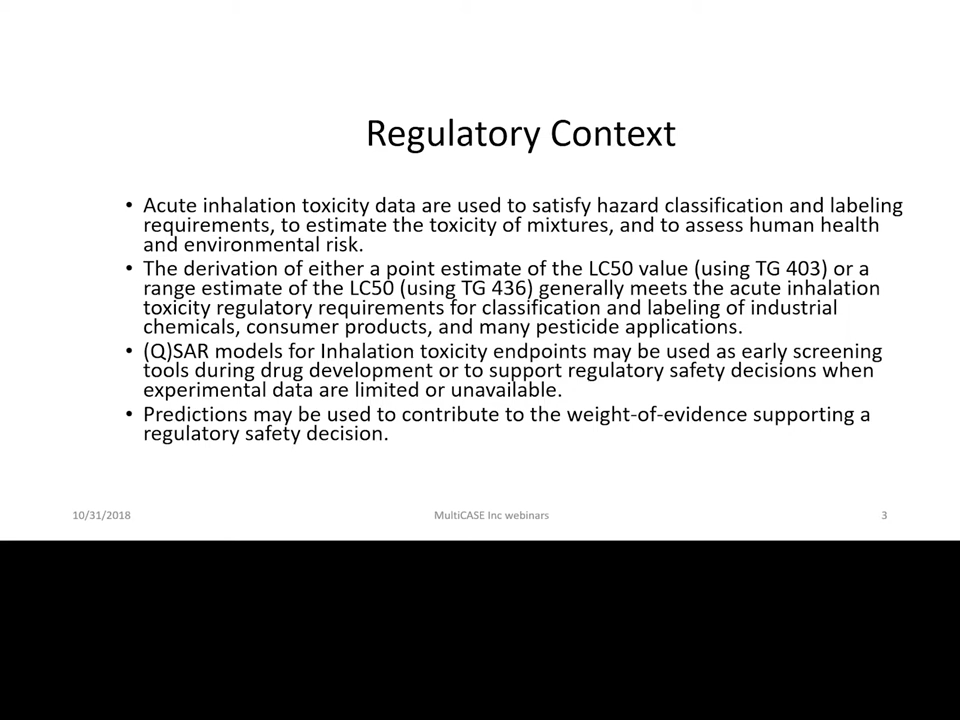 Regulatory Context
• Acute inhalation toxicity data are used to satisfy hazard classification and labeling
requirements, to estimate the toxicity of mixtures, and to assess human health
and environmental risk.
• The derivation of either a point estimate of the LC50 value (using TG 403) or a
range estimate of the LC50 (using TG 436) generally meets the acute inhalation
toxicity regulatory requirements for classification and labeling of industrial
chemicals, consumer products, and many pesticide applications.
• (Q)SAR models for Inhalation toxicity endpoints may be used as early screening
tools during drug development or to support regulatory safety decisions when
experimental data are limited or unavailable.
• Predictions may be used to contribute to the weight-of-evidence supporting a
regulatory safety decision.
10/31/2018 MultiCASE Inc webinars 3